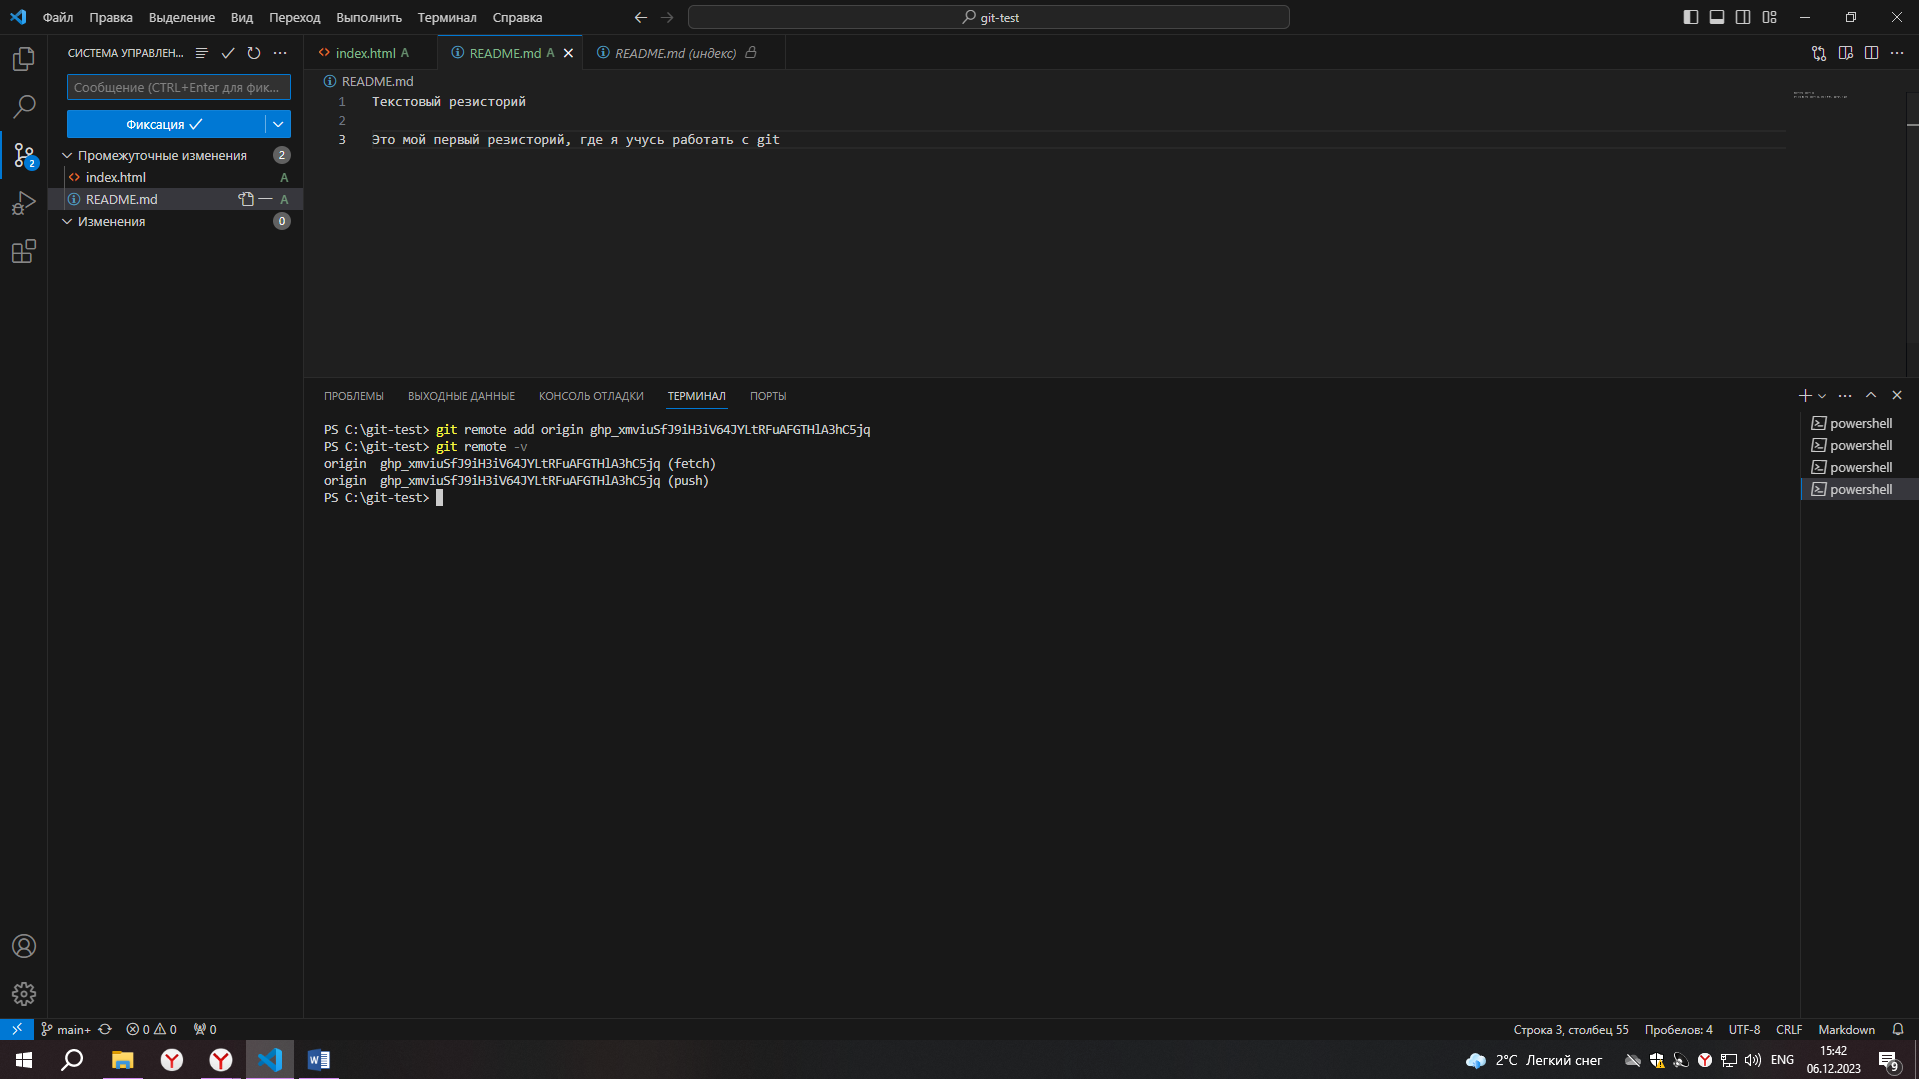 Файл Правка Выделение Вид Переход Выполнить Терминал Справка
git-test
СИСТЕМА УПРАВЛЕН...
Сообщение (CTRL+Enter для фик...
Фиксация
Промежуточные изменения 2
index.html A
README.md A
Изменения 0
2
index.html A
README.md A
README.md (индекс)
README.md
1 Текстовый резисторий
2
3 Это мой первый резисторий, где я учусь работать с git
ПРОБЛЕМЫ ВЫХОДНЫЕ ДАННЫЕ КОНСОЛЬ ОТЛАДКИ ТЕРМИНАЛ ПОРТЫ
PS C:\git-test> git remote add origin 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
PS C:\git-test> git remote -v
origin 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 (fetch)
origin 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 (push)
PS C:\git-test>
powershell
powershell
powershell
powershell
main+ 0 0 0
Строка 3, столбец 55 Пробелов: 4 UTF-8 CRLF Markdown
2°C Легкий снег
ENG
15:42
06.12.2023
9